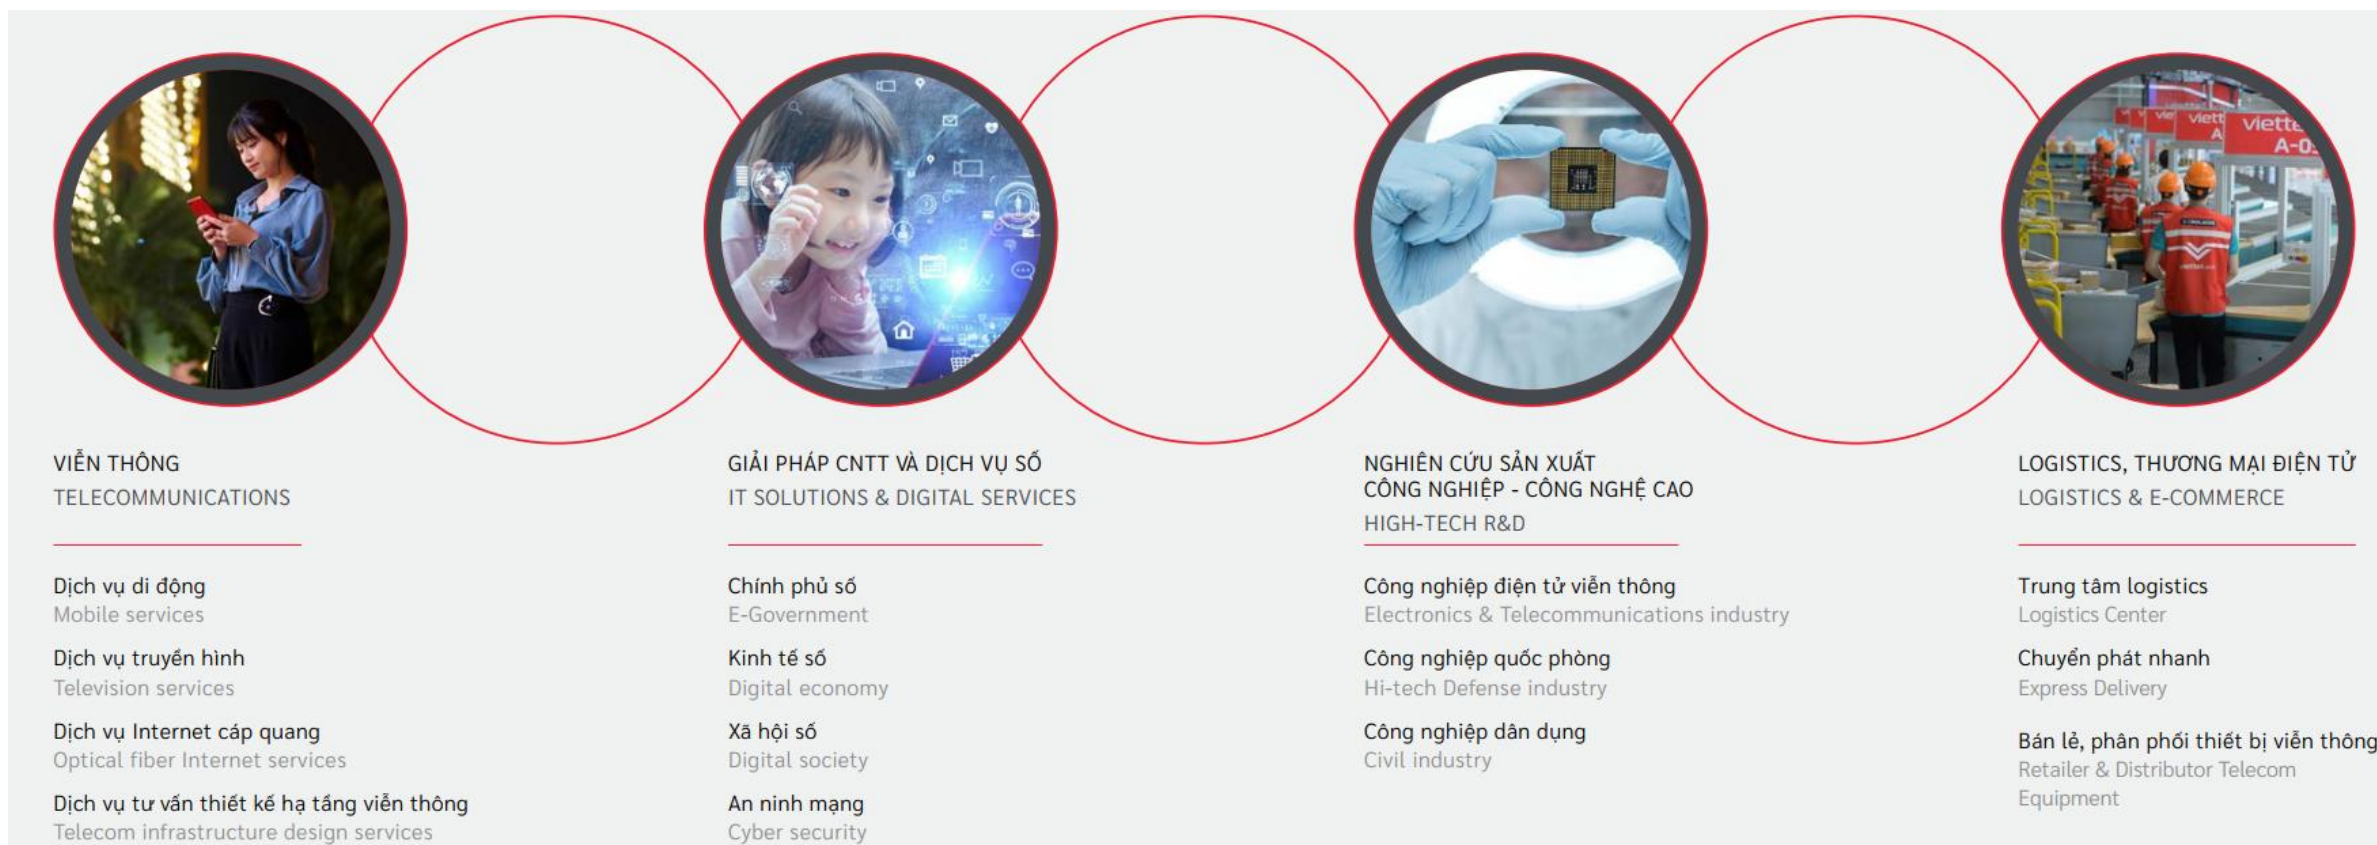 viette
A-0
viett
A
vie
viettel
VIỄN THÔNG
TELECOMMUNICATIONS
Dịch vụ di động
Mobile services
Dịch vụ truyền hình
Television services
Dịch vụ Internet cáp quang
Optical fiber Internet services
Dịch vụ tư vấn thiết kế hạ tầng viễn thông
Telecom infrastructure design services
GIẢI PHÁP CNTT VÀ DỊCH VỤ SỐ
IT SOLUTIONS & DIGITAL SERVICES
Chính phủ số
E-Government
Kinh tế số
Digital economy
Xã hội số
Digital society
An ninh mạng
Cyber security
NGHIÊN CỨU SẢN XUẤT
CÔNG NGHIỆP - CÔNG NGHỆ CAO
HIGH-TECH R&D
Công nghiệp điện tử viễn thông
Electronics & Telecommunications industry
Công nghiệp quốc phòng
Hi-tech Defense industry
Công nghiệp dân dụng
Civil industry
LOGISTICS, THƯƠNG MẠI ĐIỆN TỬ
LOGISTICS & E-COMMERCE
Trung tâm logistics
Logistics Center
Chuyển phát nhanh
Express Delivery
Bán lẻ, phân phối thiết bị viễn thông
Retailer & Distributor Telecom
Equipment